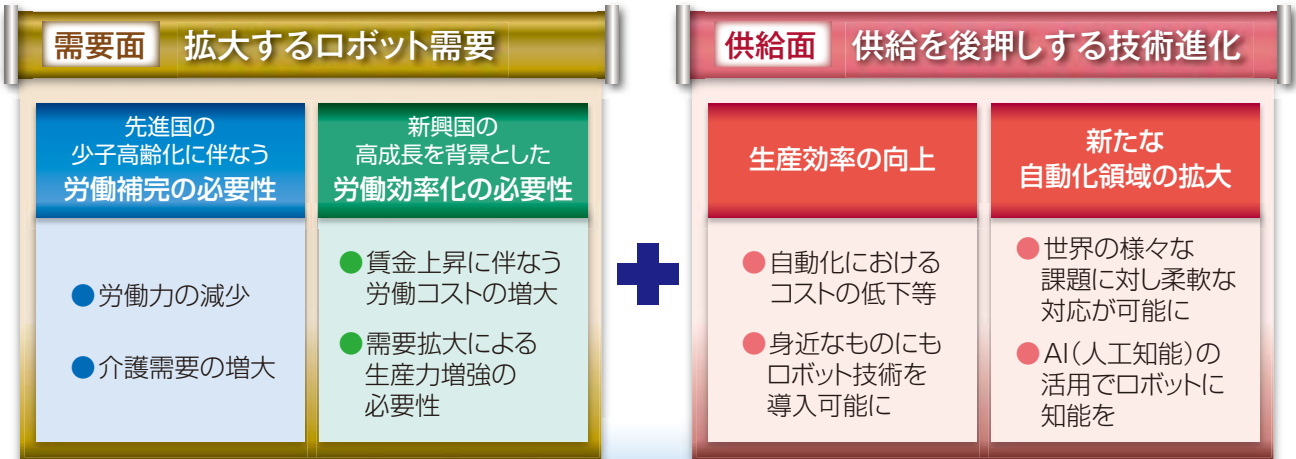 需要面 拡大するロボット需要
先進国の
少子高齢化に伴なう
労働補完の必要性
●労働力の減少
●介護需要の増大
新興国の
高成長を背景とした
労働効率化の必要性
●賃金上昇に伴なう
労働コストの増大
●需要拡大による
生産力増強の
必要性
供給面 供給を後押しする技術進化
生産効率の向上
●自動化における
コストの低下等
●身近なものにも
ロボット技術を
導入可能に
新たな
自動化領域の拡大
●世界の様々な
課題に対し柔軟な
対応が可能に
●AI(人工知能)の
活用でロボットに
知能を